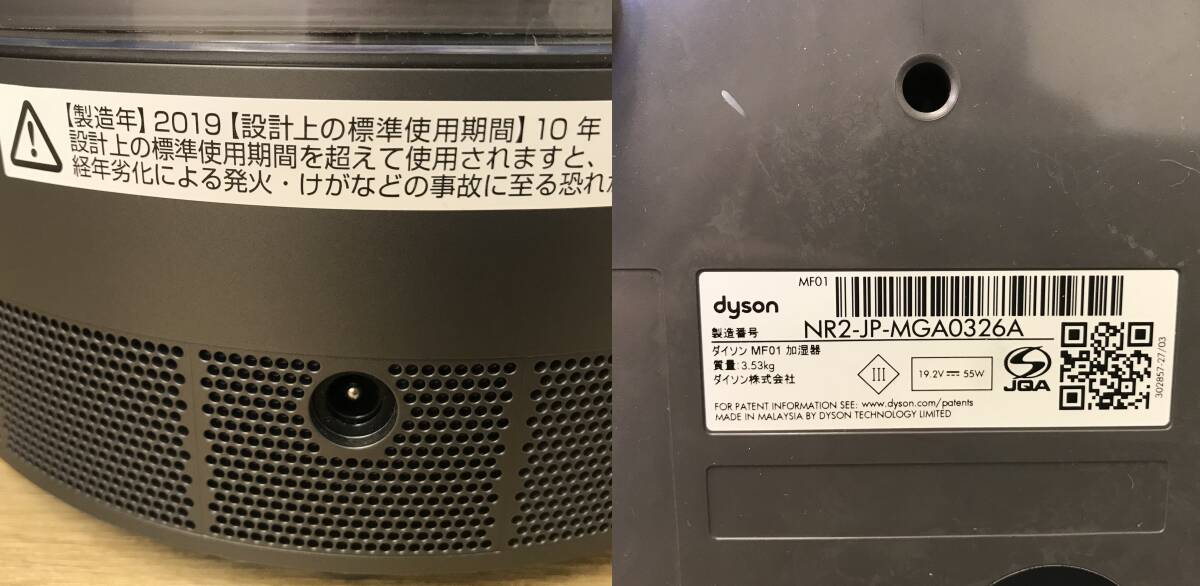 【製造年】2019【設計上の標準使用期間】10年
設計上の標準使用期間を超えて使用されますと、
経年劣化による発火・けがなどの事故に至る恐れ
MF01
dyson
製造番号 NR2-JP-MGA0326A
ダイソン MF01 加湿器
質量:3.53kg
ダイソン株式会社
III
19.2V 55W
JQA
302857-27/03
FOR PATENT INFORMATION SEE: www.dyson.com/patents
MADE IN MALAYSIA BY DYSON TECHNOLOGY LIMITED